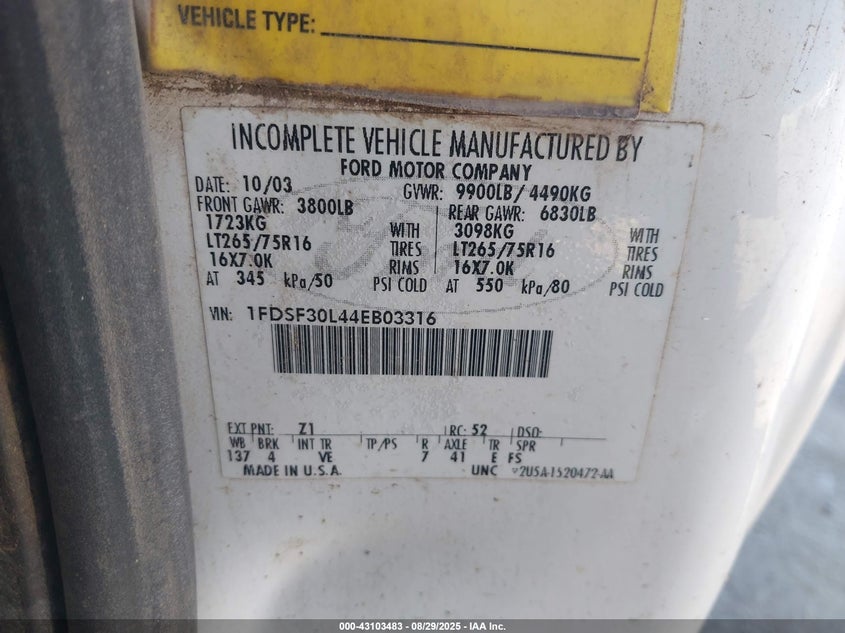 VEHICLE TYPE:
INCOMPLETE VEHICLE MANUFACTURED BY
FORD MOTOR COMPANY
DATE: 10/03 GVWR: 9900LB/ 4490KG
FRONT GAWR: 3800LB REAR GAWR: 6830LB
1723KG WITH 3098KG WITH
LT265/75R16 TIRES LT265/75R16 TIRES
16X7.0K RIMS 16X7.0K RIMS
AT 345 kPa/50 PSI COLD AT 550 kPa/80 PSI COLD
VIN: 1FDSF30L44EB03316
EXT PNT: Z1 RC: 52 DSO:
WB BRK INT TR TP/PS R AXLE TR SPR
137 4 VE 7 41 E FS
MADE IN U.S.A. UNC 2U5A-1520472-AA
Ford
000-43103483 - 08/29/2025 - IAA Inc.